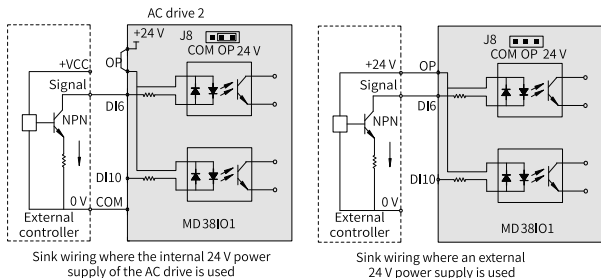 AC drive 2
+24 V
J8
COM OP 24 V
+VCC
OP
Signal
DI6
NPN
DI10
0 V
COM
External
controller
MD38IO1
Sink wiring where the internal 24 V power
supply of the AC drive is used
J8
COM OP 24 V
+24 V
OP
Signal
DI6
NPN
DI10
0 V
External
controller
MD38IO1
Sink wiring where an external
24 V power supply is used